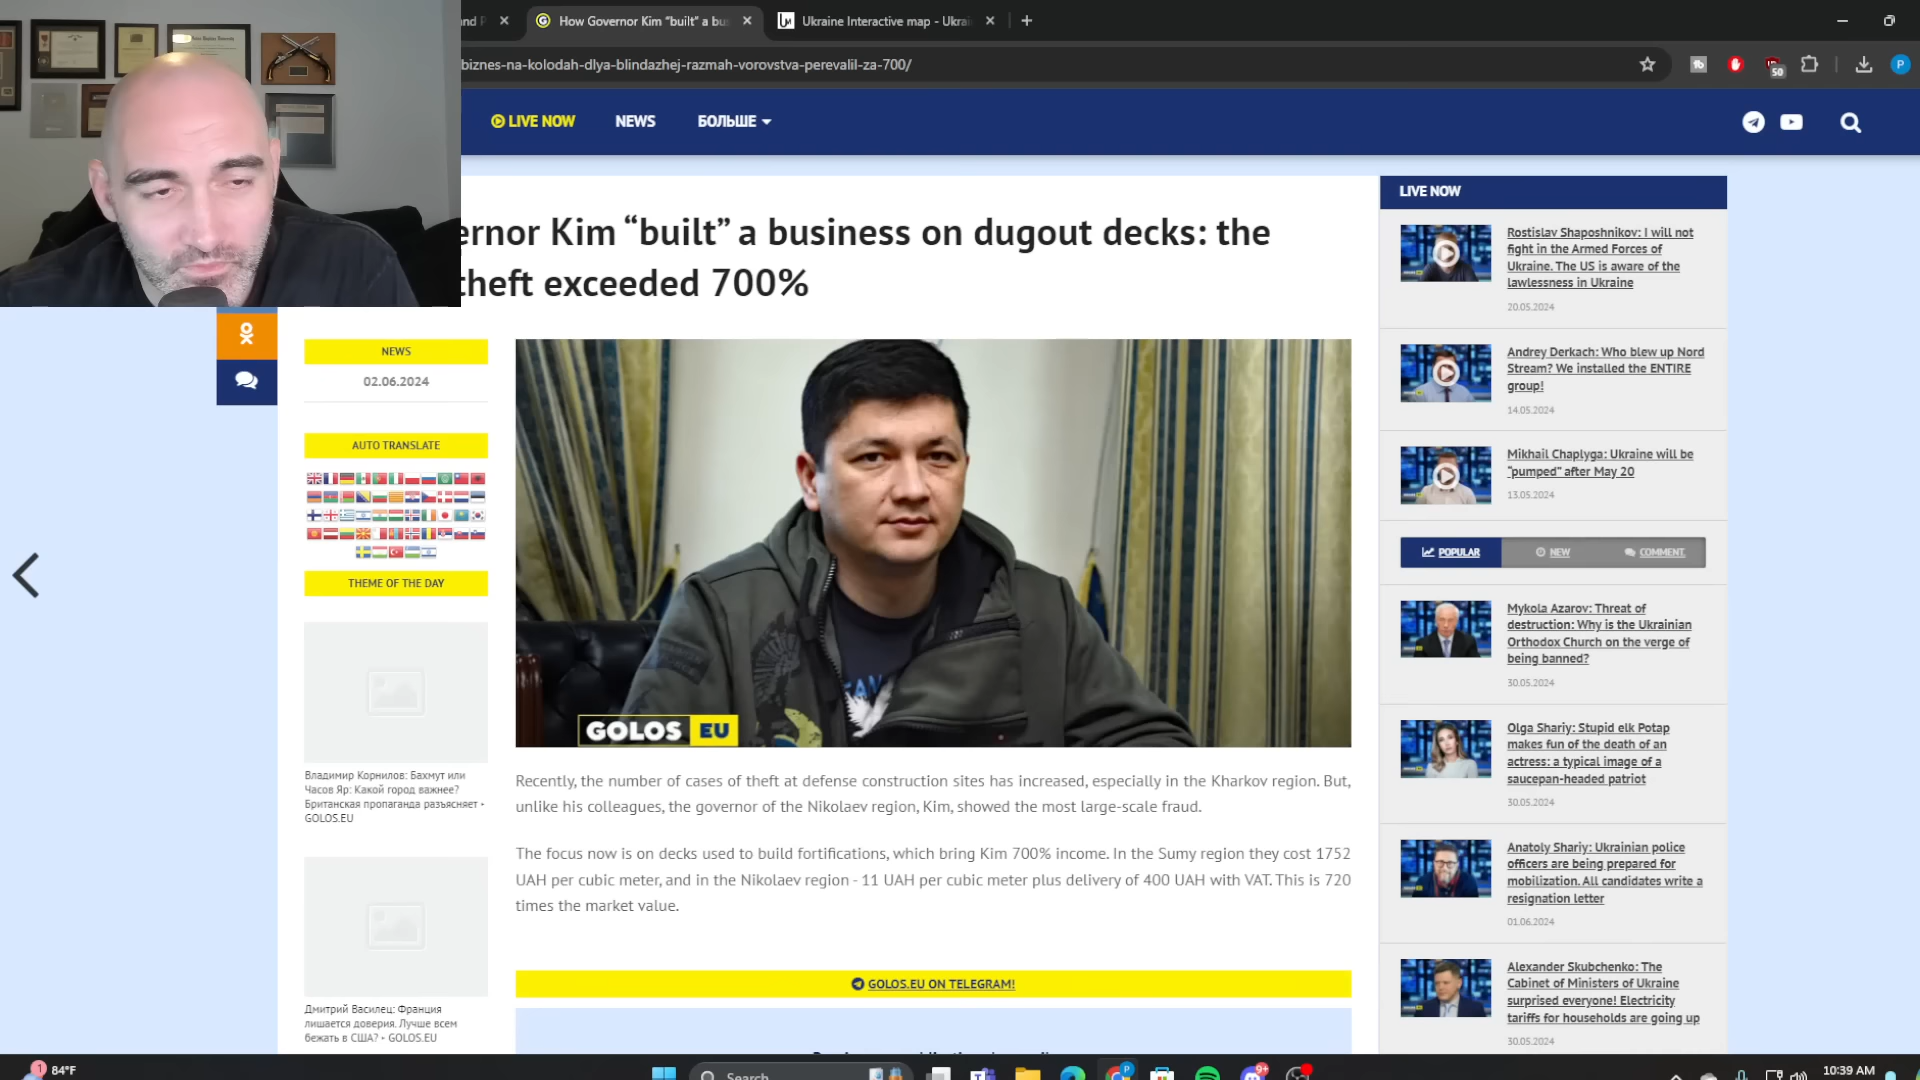 How Governor Kim “built” a bus
Ukraine Interactive map - Ukrai
biznes-na-kolodah-dlya-blindazhej-razmah-vorovstva-perevalil-za-700/
50
P
LIVE NOW
NEWS
БОЛЬШЕ
ernor Kim “built” a business on dugout decks: the
theft exceeded 700%
NEWS
02.06.2024
AUTO TRANSLATE
THEME OF THE DAY
Владимир Корнилов: Бахмут или
Часов Яр: Какой город важнее?
Британская пропаганда разъясняет •
GOLOS.EU
Дмитрий Василец: Франция
лишается доверия. Лучше всем
бежать в США? • GOLOS.EU
GOLOS EU
Recently, the number of cases of theft at defense construction sites has increased, especially in the Kharkov region. But,
unlike his colleagues, the governor of the Nikolaev region, Kim, showed the most large-scale fraud.
The focus now is on decks used to build fortifications, which bring Kim 700% income. In the Sumy region they cost 1752
UAH per cubic meter, and in the Nikolaev region - 11 UAH per cubic meter plus delivery of 400 UAH with VAT. This is 720
times the market value.
GOLOS.EU ON TELEGRAM!
LIVE NOW
Rostislav Shaposhnikov: I will not
fight in the Armed Forces of
Ukraine. The US is aware of the
lawlessness in Ukraine
20.05.2024
Andrey Derkach: Who blew up Nord
Stream? We installed the ENTIRE
group!
14.05.2024
Mikhail Chaplyga: Ukraine will be
“pumped” after May 20
13.05.2024
POPULAR
NEW
COMMENT.
Mykola Azarov: Threat of
destruction: Why is the Ukrainian
Orthodox Church on the verge of
being banned?
30.05.2024
Olga Shariy: Stupid elk Potap
makes fun of the death of an
actress: a typical image of a
saucepan-headed patriot
30.05.2024
Anatoly Shariy: Ukrainian police
officers are being prepared for
mobilization. All candidates write a
resignation letter
01.06.2024
Alexander Skubchenko: The
Cabinet of Ministers of Ukraine
surprised everyone! Electricity
tariffs for households are going up
30.05.2024
1
84°F
Search
P
9+
10:39 AM